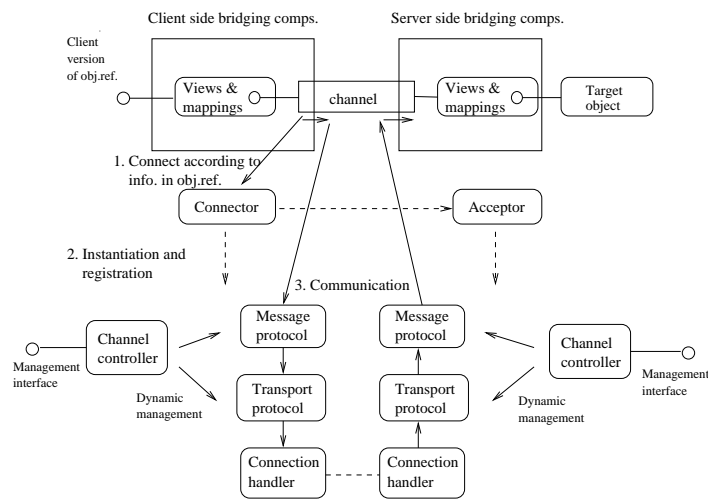 Client side bridging comps.
Server side bridging comps.
Client
version
of obj.ref.
Views &
mappings
channel
Views &
mappings
Target
object
1. Connect according to
info. in obj.ref.
Connector
Acceptor
2. Instantiation and
registration
3. Communication
Message
protocol
Message
protocol
Channel
controller
Channel
controller
Management
interface
Management
interface
Transport
protocol
Transport
protocol
Dynamic
management
Dynamic
management
Connection
handler
Connection
handler